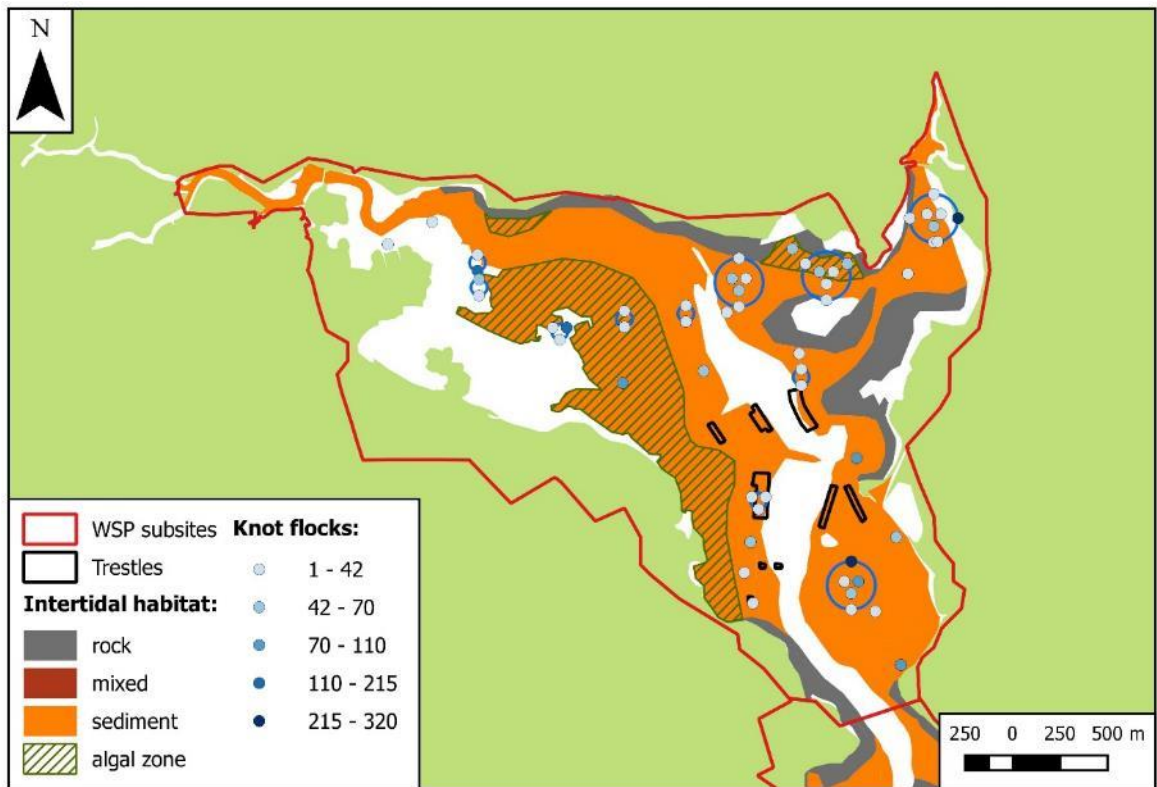 N
WSP subsites
Trestles
Intertidal habitat:
rock
mixed
sediment
algal zone
Knot flocks:
1 - 42
42 - 70
70 - 110
110 - 215
215 - 320
250 0 250 500 m